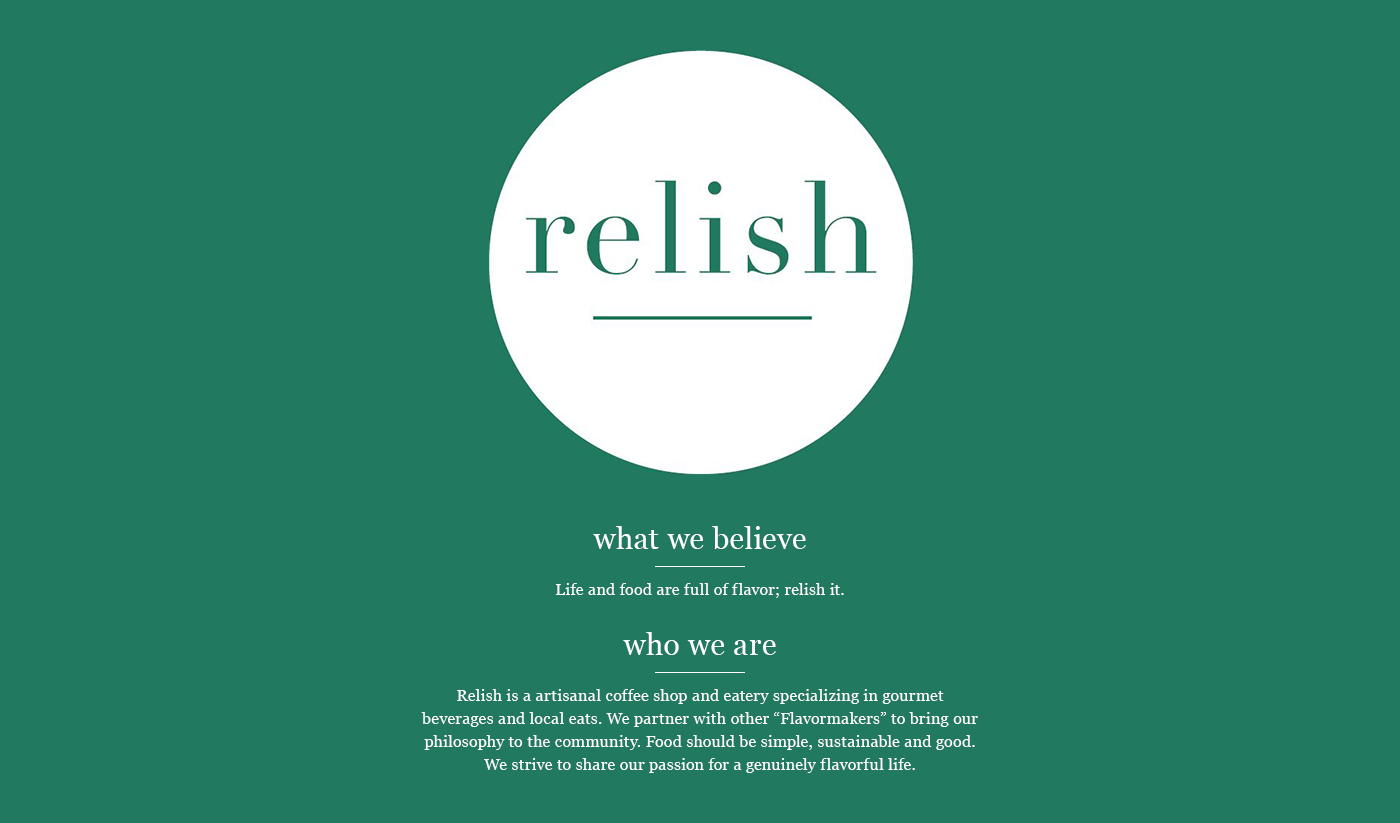 relish
what we believe
Life and food are full of flavor; relish it.
who we are
Relish is a artisanal coffee shop and eatery specializing in gourmet
beverages and local eats. We partner with other “Flavormakers” to bring our
philosophy to the community. Food should be simple, sustainable and good.
We strive to share our passion for a genuinely flavorful life.